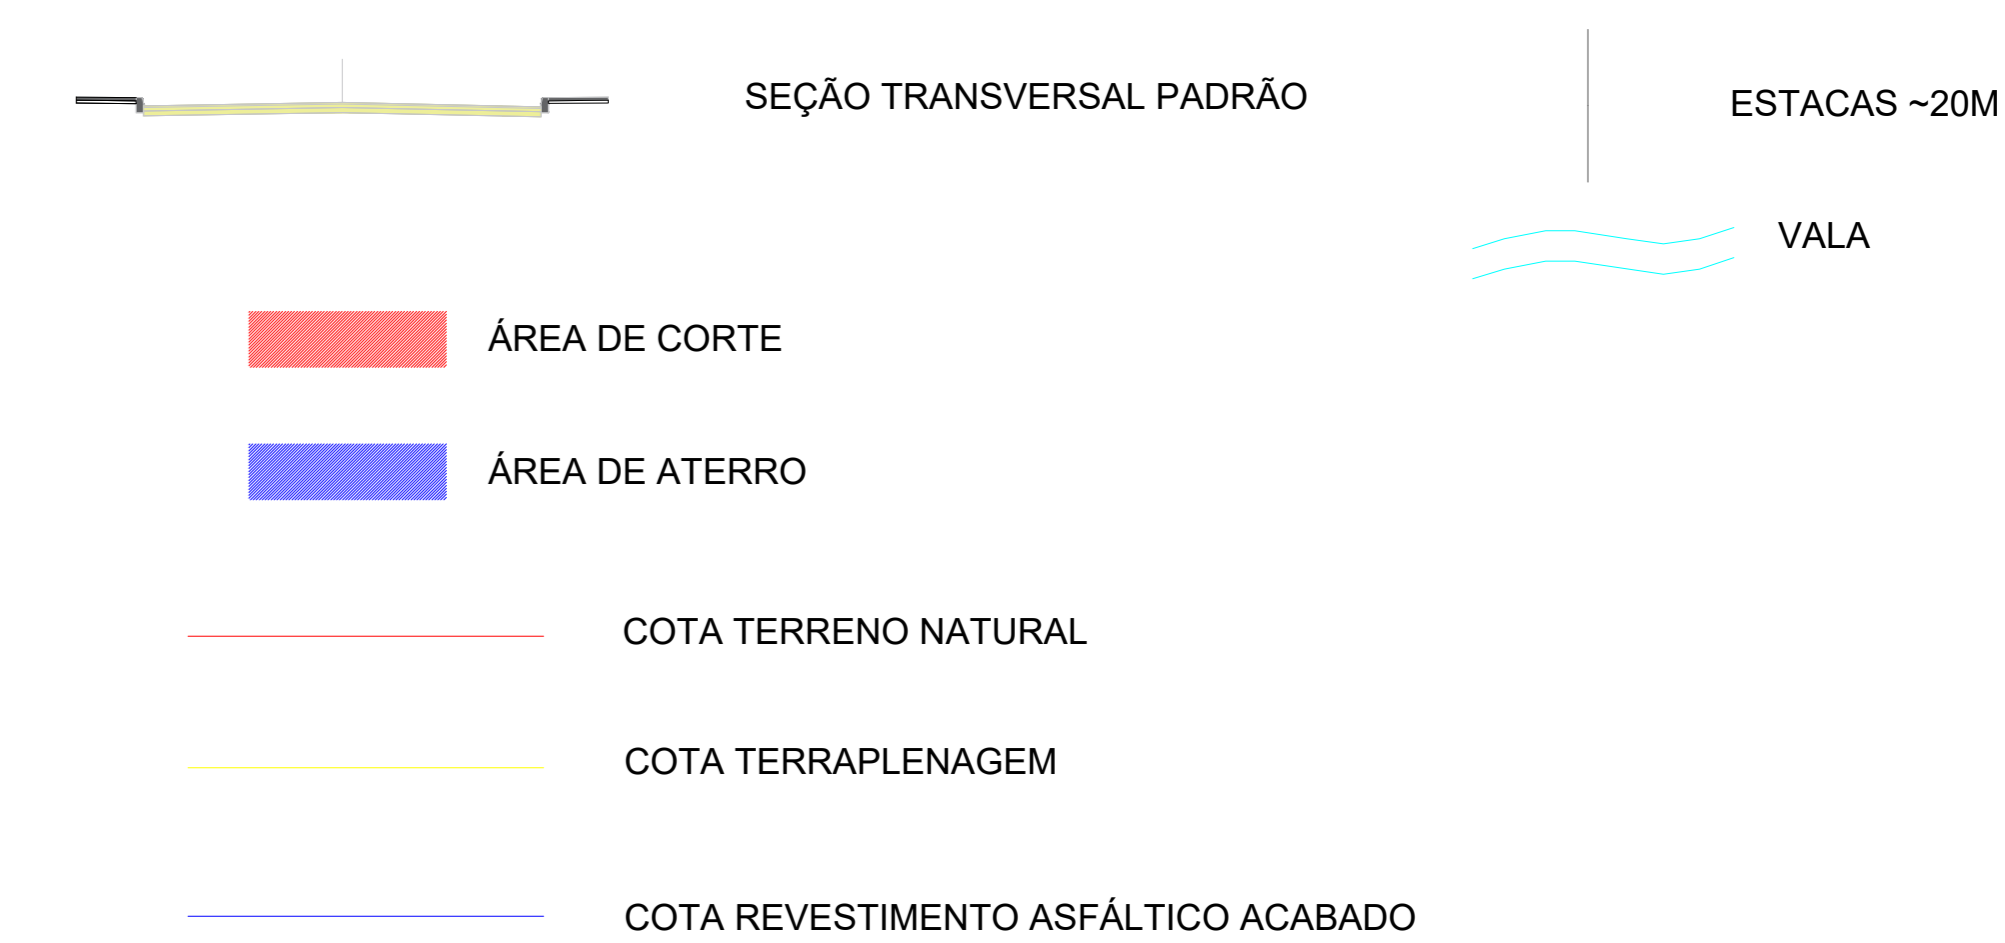 SEÇÃO TRANSVERSAL PADRÃO
ESTACAS ~20M
VALA
ÁREA DE CORTE
ÁREA DE ATERRO
COTA TERRENO NATURAL
COTA TERRAPLENAGEM
COTA REVESTIMENTO ASFÁLTICO ACABADO